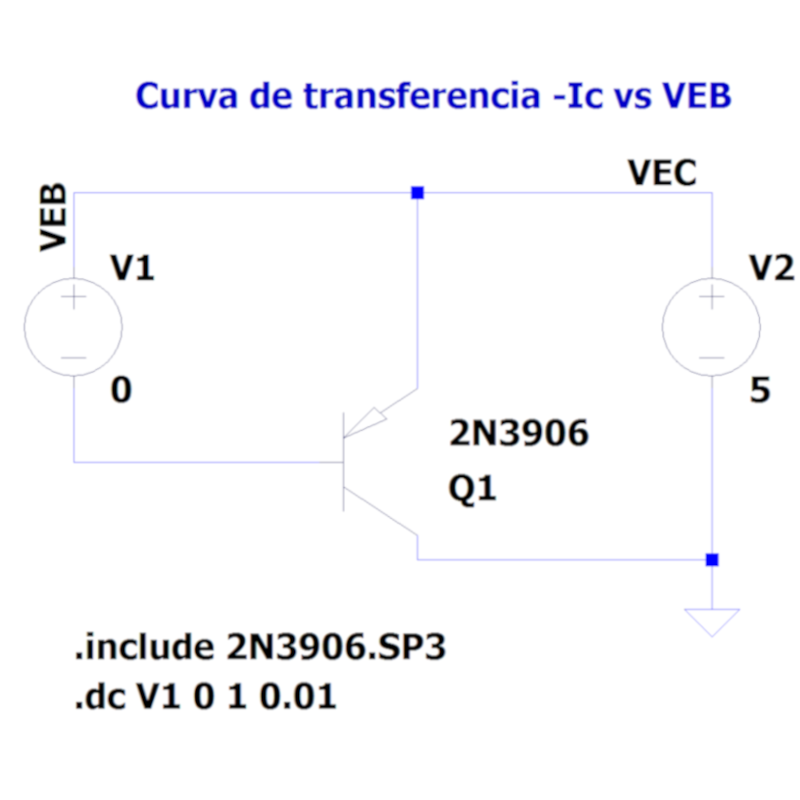 Curva de transferencia -Ic vs VEB
VEB
VEC
V1
V2
0
5
2N3906
Q1
.include 2N3906.SP3
.dc V1 0 1 0.01